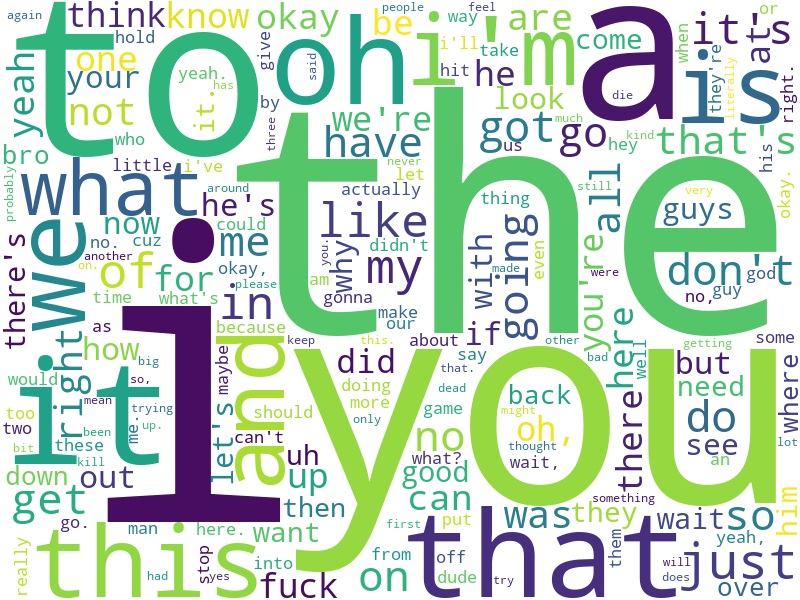 again
think
know
okay
be
people
feel
way
or
yeah
hold
to
oh
i'm
are
a
it's
one
give
said
i'll
take
come
when
at
is
your
yeah.
hit
he
they're
literally
right.
not
it.
has
look
die
by
we're
got
go
much
that's
who
three
have
us
hey
kind
his
bro
little
i've
the
never
let
what
probably
around
actually
still
all
very
okay.
he's
thing
guys
there's
we
now
cuz
no.
could
me
like
didn't
why
my
with
going
even
you're
don't
god
another
on.
of
for
okay,
please
you.
am
made
were
here
no,
guy
time
what's
in
gonna
make
our
as
right
because
i
and
how
keep
this.
about
if
other
well
some
it
big
maybe
did
say
that.
bad
getting
but
where
would
so,
doing
dead
you
need
too
mean
trying
let's
should
more
only
game
back
do
lot
two
me.
up.
no
oh,
might
there
see
these
been
can't
uh
what?
thought
an
bit
kill
down
out
up
good
wait,
something
get
then
can
was
they
wait
so
him
go.
man
here.
want
first
put
that
just
yeah,
really
this
stop
into
from
off
them
will
had
yes
fuck
on
dude
try
does
over